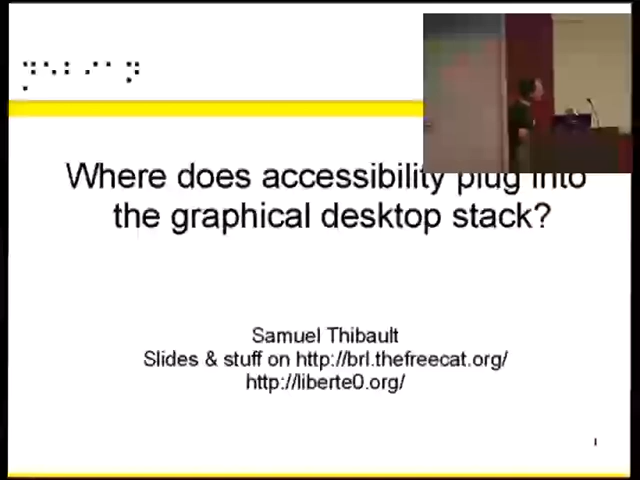 ⡙⠑⠃⠊⠁⠝
Where does accessibility plug into
the graphical desktop stack?
Samuel Thibault
Slides & stuff on http://brl.thefreecat.org/
http://liberte0.org/
1